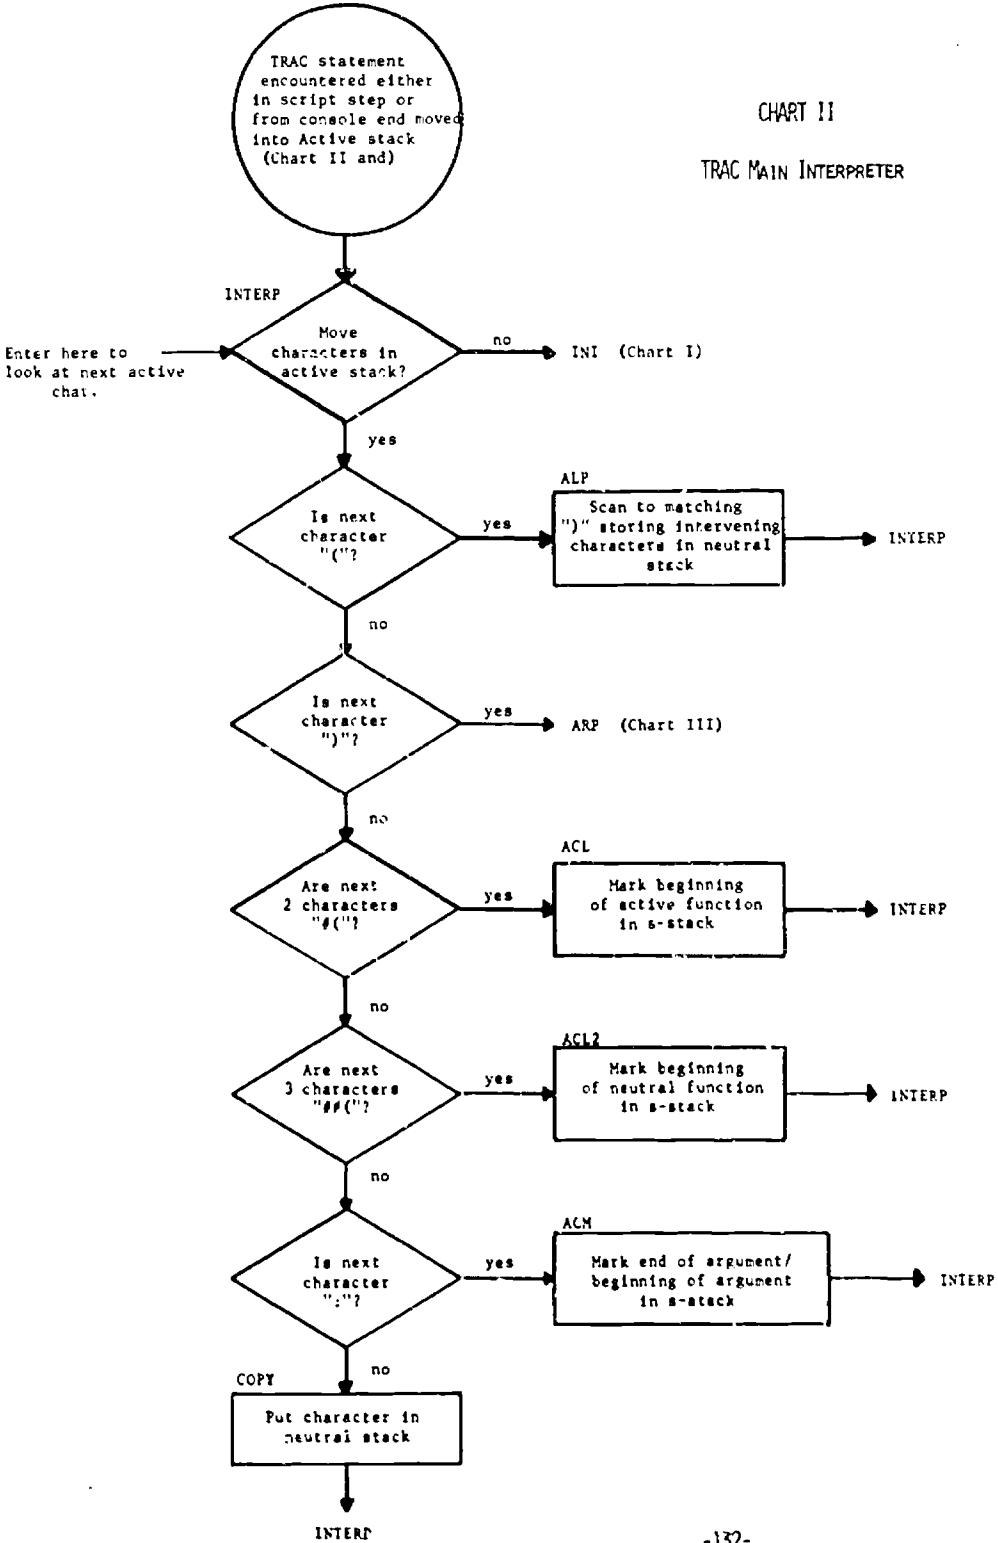 TRAC statement
encountered either
in script step or
from console end moved
into Active stack
(Chart II and)
CHART II
TRAC MAIN INTERPRETER
INTERP
Move
characters in
active stack?
no
INI (Chart I)
Enter here to
look at next active
char.
yes
Is next
character
"("?
yes
ALP
Scan to matching
")" storing intervening
characters in neutral
stack
INTERP
no
Is next
character
")"?
yes
ARP (Chart III)
no
Are next
2 characters
"#("?
yes
ACL
Mark beginning
of active function
in s-stack
INTERP
no
Are next
3 characters
"##("?
yes
ACL2
Mark beginning
of neutral function
in s-stack
INTERP
no
Is next
character
":"?
yes
ACM
Mark end of argument/
beginning of argument
in s-stack
INTERP
no
COPY
Put character in
neutral stack
INTERP
-132-